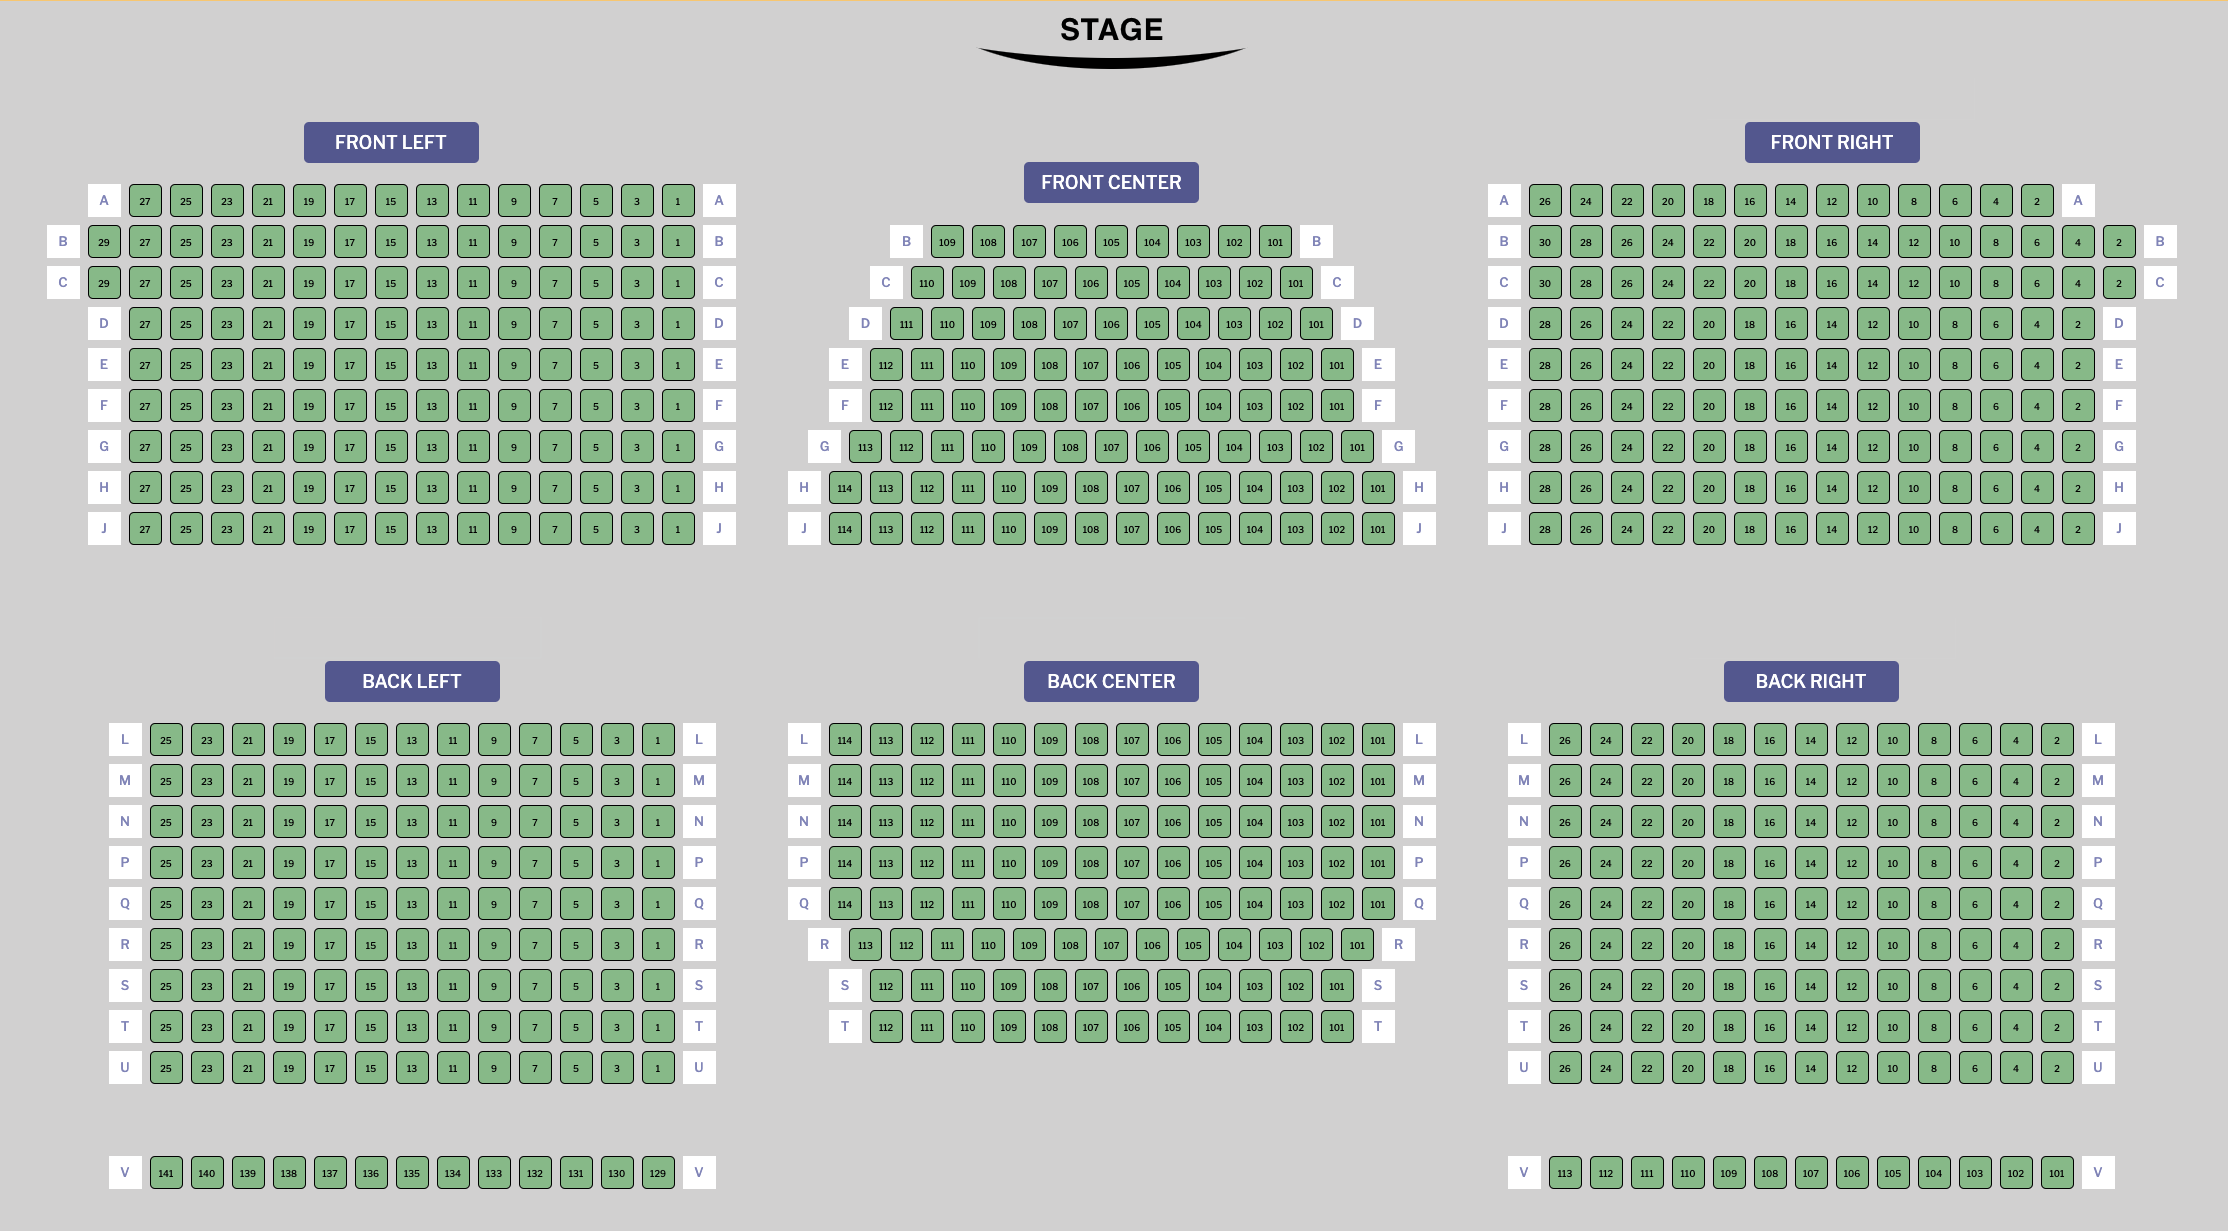 STAGE
FRONT LEFT
A 27 25 23 21 19 17 15 13 11 9 7 5 3 1 A
B 29 27 25 23 21 19 17 15 13 11 9 7 5 3 1 B
C 29 27 25 23 21 19 17 15 13 11 9 7 5 3 1 C
D 27 25 23 21 19 17 15 13 11 9 7 5 3 1 D
E 27 25 23 21 19 17 15 13 11 9 7 5 3 1 E
F 27 25 23 21 19 17 15 13 11 9 7 5 3 1 F
G 27 25 23 21 19 17 15 13 11 9 7 5 3 1 G
H 27 25 23 21 19 17 15 13 11 9 7 5 3 1 H
J 27 25 23 21 19 17 15 13 11 9 7 5 3 1 J
FRONT CENTER
B 109 108 107 106 105 104 103 102 101 B
C 110 109 108 107 106 105 104 103 102 101 C
D 111 110 109 108 107 106 105 104 103 102 101 D
E 112 111 110 109 108 107 106 105 104 103 102 101 E
F 112 111 110 109 108 107 106 105 104 103 102 101 F
G 113 112 111 110 109 108 107 106 105 104 103 102 101 G
H 114 113 112 111 110 109 108 107 106 105 104 103 102 101 H
J 114 113 112 111 110 109 108 107 106 105 104 103 102 101 J
FRONT RIGHT
A 26 24 22 20 18 16 14 12 10 8 6 4 2 A
B 30 28 26 24 22 20 18 16 14 12 10 8 6 4 2 B
C 30 28 26 24 22 20 18 16 14 12 10 8 6 4 2 C
D 28 26 24 22 20 18 16 14 12 10 8 6 4 2 D
E 28 26 24 22 20 18 16 14 12 10 8 6 4 2 E
F 28 26 24 22 20 18 16 14 12 10 8 6 4 2 F
G 28 26 24 22 20 18 16 14 12 10 8 6 4 2 G
H 28 26 24 22 20 18 16 14 12 10 8 6 4 2 H
J 28 26 24 22 20 18 16 14 12 10 8 6 4 2 J
BACK LEFT
L 25 23 21 19 17 15 13 11 9 7 5 3 1 L
M 25 23 21 19 17 15 13 11 9 7 5 3 1 M
N 25 23 21 19 17 15 13 11 9 7 5 3 1 N
P 25 23 21 19 17 15 13 11 9 7 5 3 1 P
Q 25 23 21 19 17 15 13 11 9 7 5 3 1 Q
R 25 23 21 19 17 15 13 11 9 7 5 3 1 R
S 25 23 21 19 17 15 13 11 9 7 5 3 1 S
T 25 23 21 19 17 15 13 11 9 7 5 3 1 T
U 25 23 21 19 17 15 13 11 9 7 5 3 1 U
V 141 140 139 138 137 136 135 134 133 132 131 130 129 V
BACK CENTER
L 114 113 112 111 110 109 108 107 106 105 104 103 102 101 L
M 114 113 112 111 110 109 108 107 106 105 104 103 102 101 M
N 114 113 112 111 110 109 108 107 106 105 104 103 102 101 N
P 114 113 112 111 110 109 108 107 106 105 104 103 102 101 P
Q 114 113 112 111 110 109 108 107 106 105 104 103 102 101 Q
R 113 112 111 110 109 108 107 106 105 104 103 102 101 R
S 112 111 110 109 108 107 106 105 104 103 102 101 S
T 112 111 110 109 108 107 106 105 104 103 102 101 T
BACK RIGHT
L 26 24 22 20 18 16 14 12 10 8 6 4 2 L
M 26 24 22 20 18 16 14 12 10 8 6 4 2 M
N 26 24 22 20 18 16 14 12 10 8 6 4 2 N
P 26 24 22 20 18 16 14 12 10 8 6 4 2 P
Q 26 24 22 20 18 16 14 12 10 8 6 4 2 Q
R 26 24 22 20 18 16 14 12 10 8 6 4 2 R
S 26 24 22 20 18 16 14 12 10 8 6 4 2 S
T 26 24 22 20 18 16 14 12 10 8 6 4 2 T
U 26 24 22 20 18 16 14 12 10 8 6 4 2 U
V 113 112 111 110 109 108 107 106 105 104 103 102 101 V